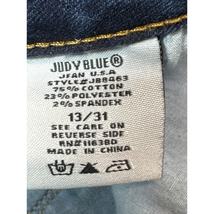 JUDY BLUE®
JEAN U.S.A
STYLE#JB8463
75% COTTON
23% POLYESTER
2% SPANDEX
13/31
SEE CARE ON
REVERSE SIDE
RN#116380
MADE IN CHINA